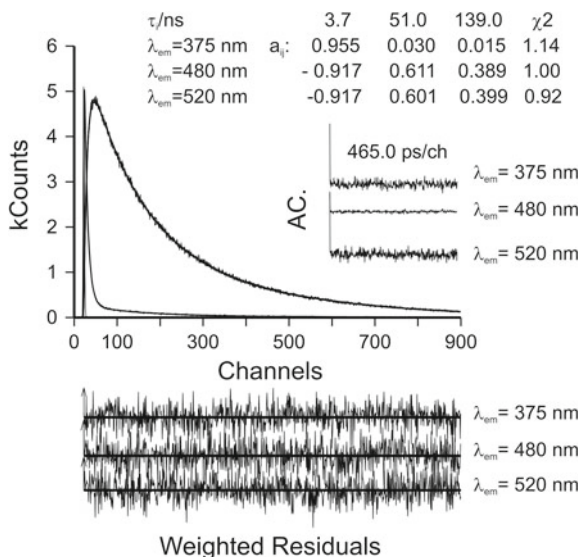 τᵢ/ns 3.7 51.0 139.0 χ2
λem=375 nm aij: 0.955 0.030 0.015 1.14
λem=480 nm - 0.917 0.611 0.389 1.00
λem=520 nm -0.917 0.601 0.399 0.92
6
5
4
3
2
1
0
kCounts
465.0 ps/ch
AC.
λem= 375 nm
λem= 480 nm
λem= 520 nm
0 100 300 500 700 900
Channels
λem= 375 nm
λem= 480 nm
λem= 520 nm
Weighted Residuals